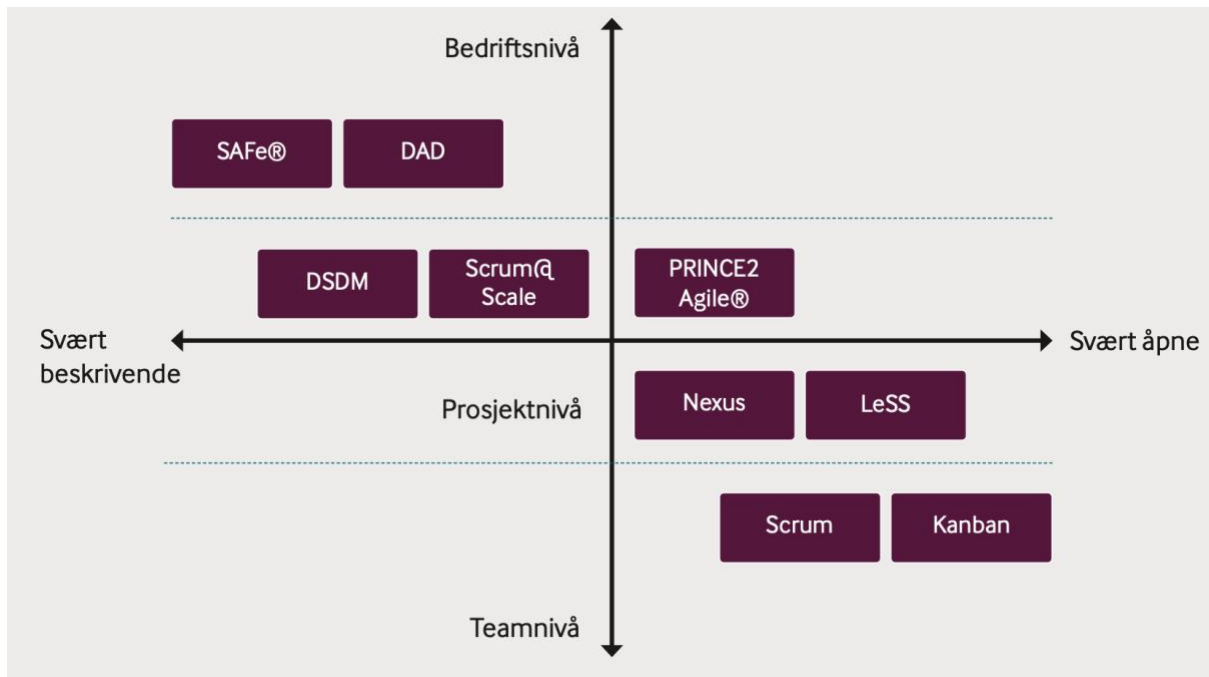 Bedriftsnivå
SAFe®
DAD
DSDM
Scrum@
Scale
PRINCE2
Agile®
Svært
beskrivende
Svært åpne
Prosjektnivå
Nexus
LeSS
Scrum
Kanban
Teamnivå